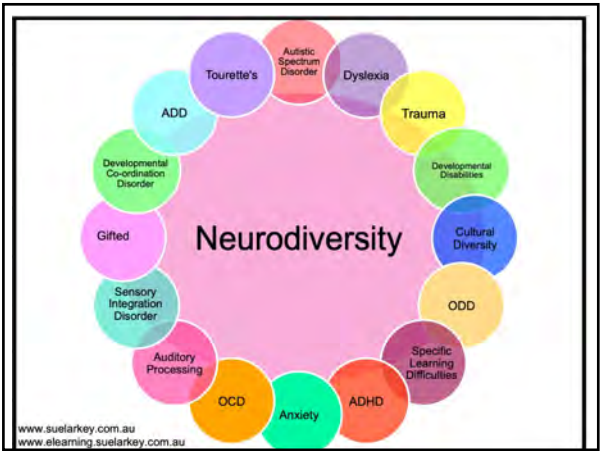 Autistic
Spectrum
Disorder
Dyslexia
Trauma
Developmental
Disabilities
Cultural
Diversity
ODD
Specific
Learning
Difficulties
ADHD
Anxiety
OCD
Auditory
Processing
Sensory
Integration
Disorder
Gifted
Developmental
Co-ordination
Disorder
ADD
Tourette's
Neurodiversity
www.suelarkey.com.au
www.elearning.suelarkey.com.au